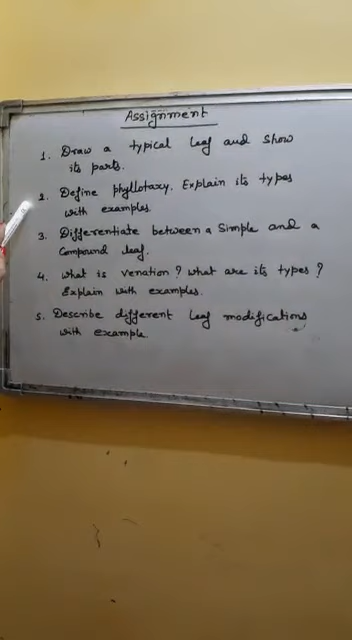 Assignment
1. Draw a typical leaf and show
its parts.
2. Define phyllotaxy. Explain its types
with examples.
3. Differentiate between a Simple and a
Compound leaf.
4. What is venation? What are its types?
Explain with examples.
5. Describe different leaf modifications
with example.